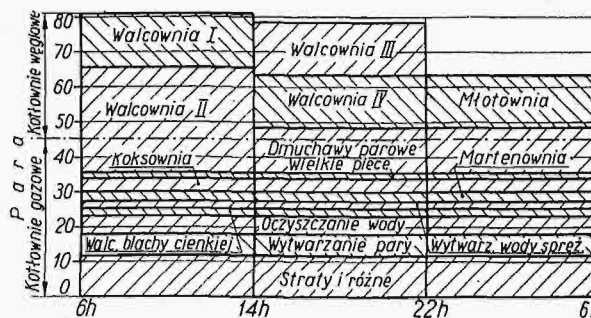 80
70
60
50
40
30
20
10
0
Para
Kotłownie węglowe
Kotłownie gazowe
Walcownia I
Walcownia III
Walcownia II
Walcownia IV
Młotownia
Dmuchawy parowe
wielkie piece
Koksownia
Martenownia
Oczyszczanie wody
Walc. blachy cienkiej
Wytwarzanie pary
Wytwarz. wody spręż.
Straty i różne
6h
14h
22h
6